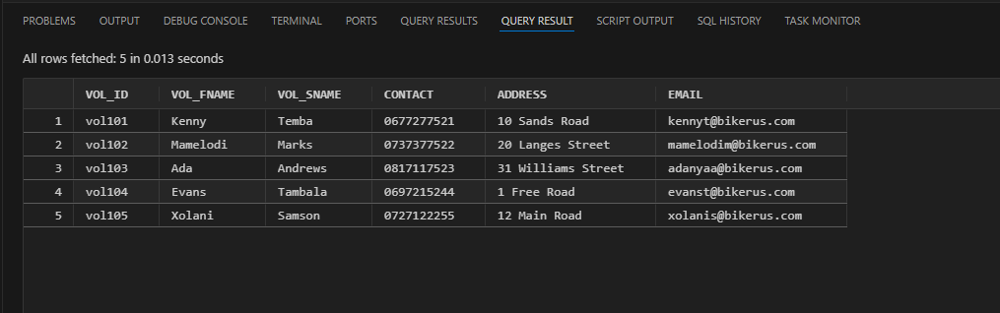 PROBLEMS OUTPUT DEBUG CONSOLE TERMINAL PORTS QUERY RESULTS QUERY RESULT SCRIPT OUTPUT SQL HISTORY TASK MONITOR
All rows fetched: 5 in 0.013 seconds
VOL_ID VOL_FNAME VOL_SNAME CONTACT ADDRESS EMAIL
1 vol101 Kenny Temba 0677277521 10 Sands Road kennyt@bikerus.com
2 vol102 Mamelodi Marks 0737377522 20 Langes Street mamelodim@bikerus.com
3 vol103 Ada Andrews 0817117523 31 Williams Street adanyaa@bikerus.com
4 vol104 Evans Tambala 0697215244 1 Free Road evanst@bikerus.com
5 vol105 Xolani Samson 0727122255 12 Main Road xolanis@bikerus.com